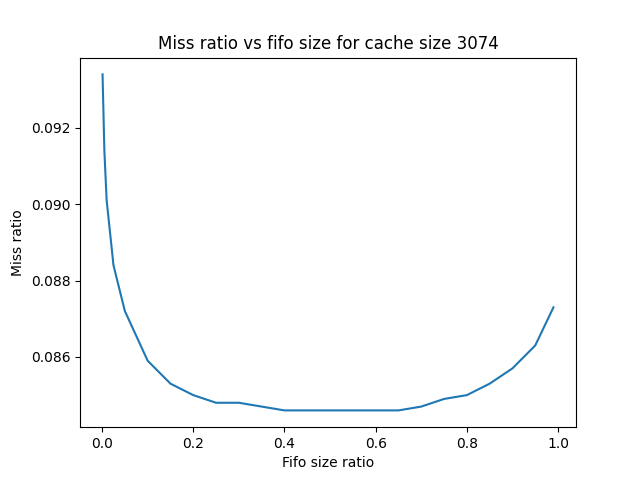 Miss ratio vs fifo size for cache size 3074
0.092
0.090
0.088
0.086
Miss ratio
0.0 0.2 0.4 0.6 0.8 1.0
Fifo size ratio